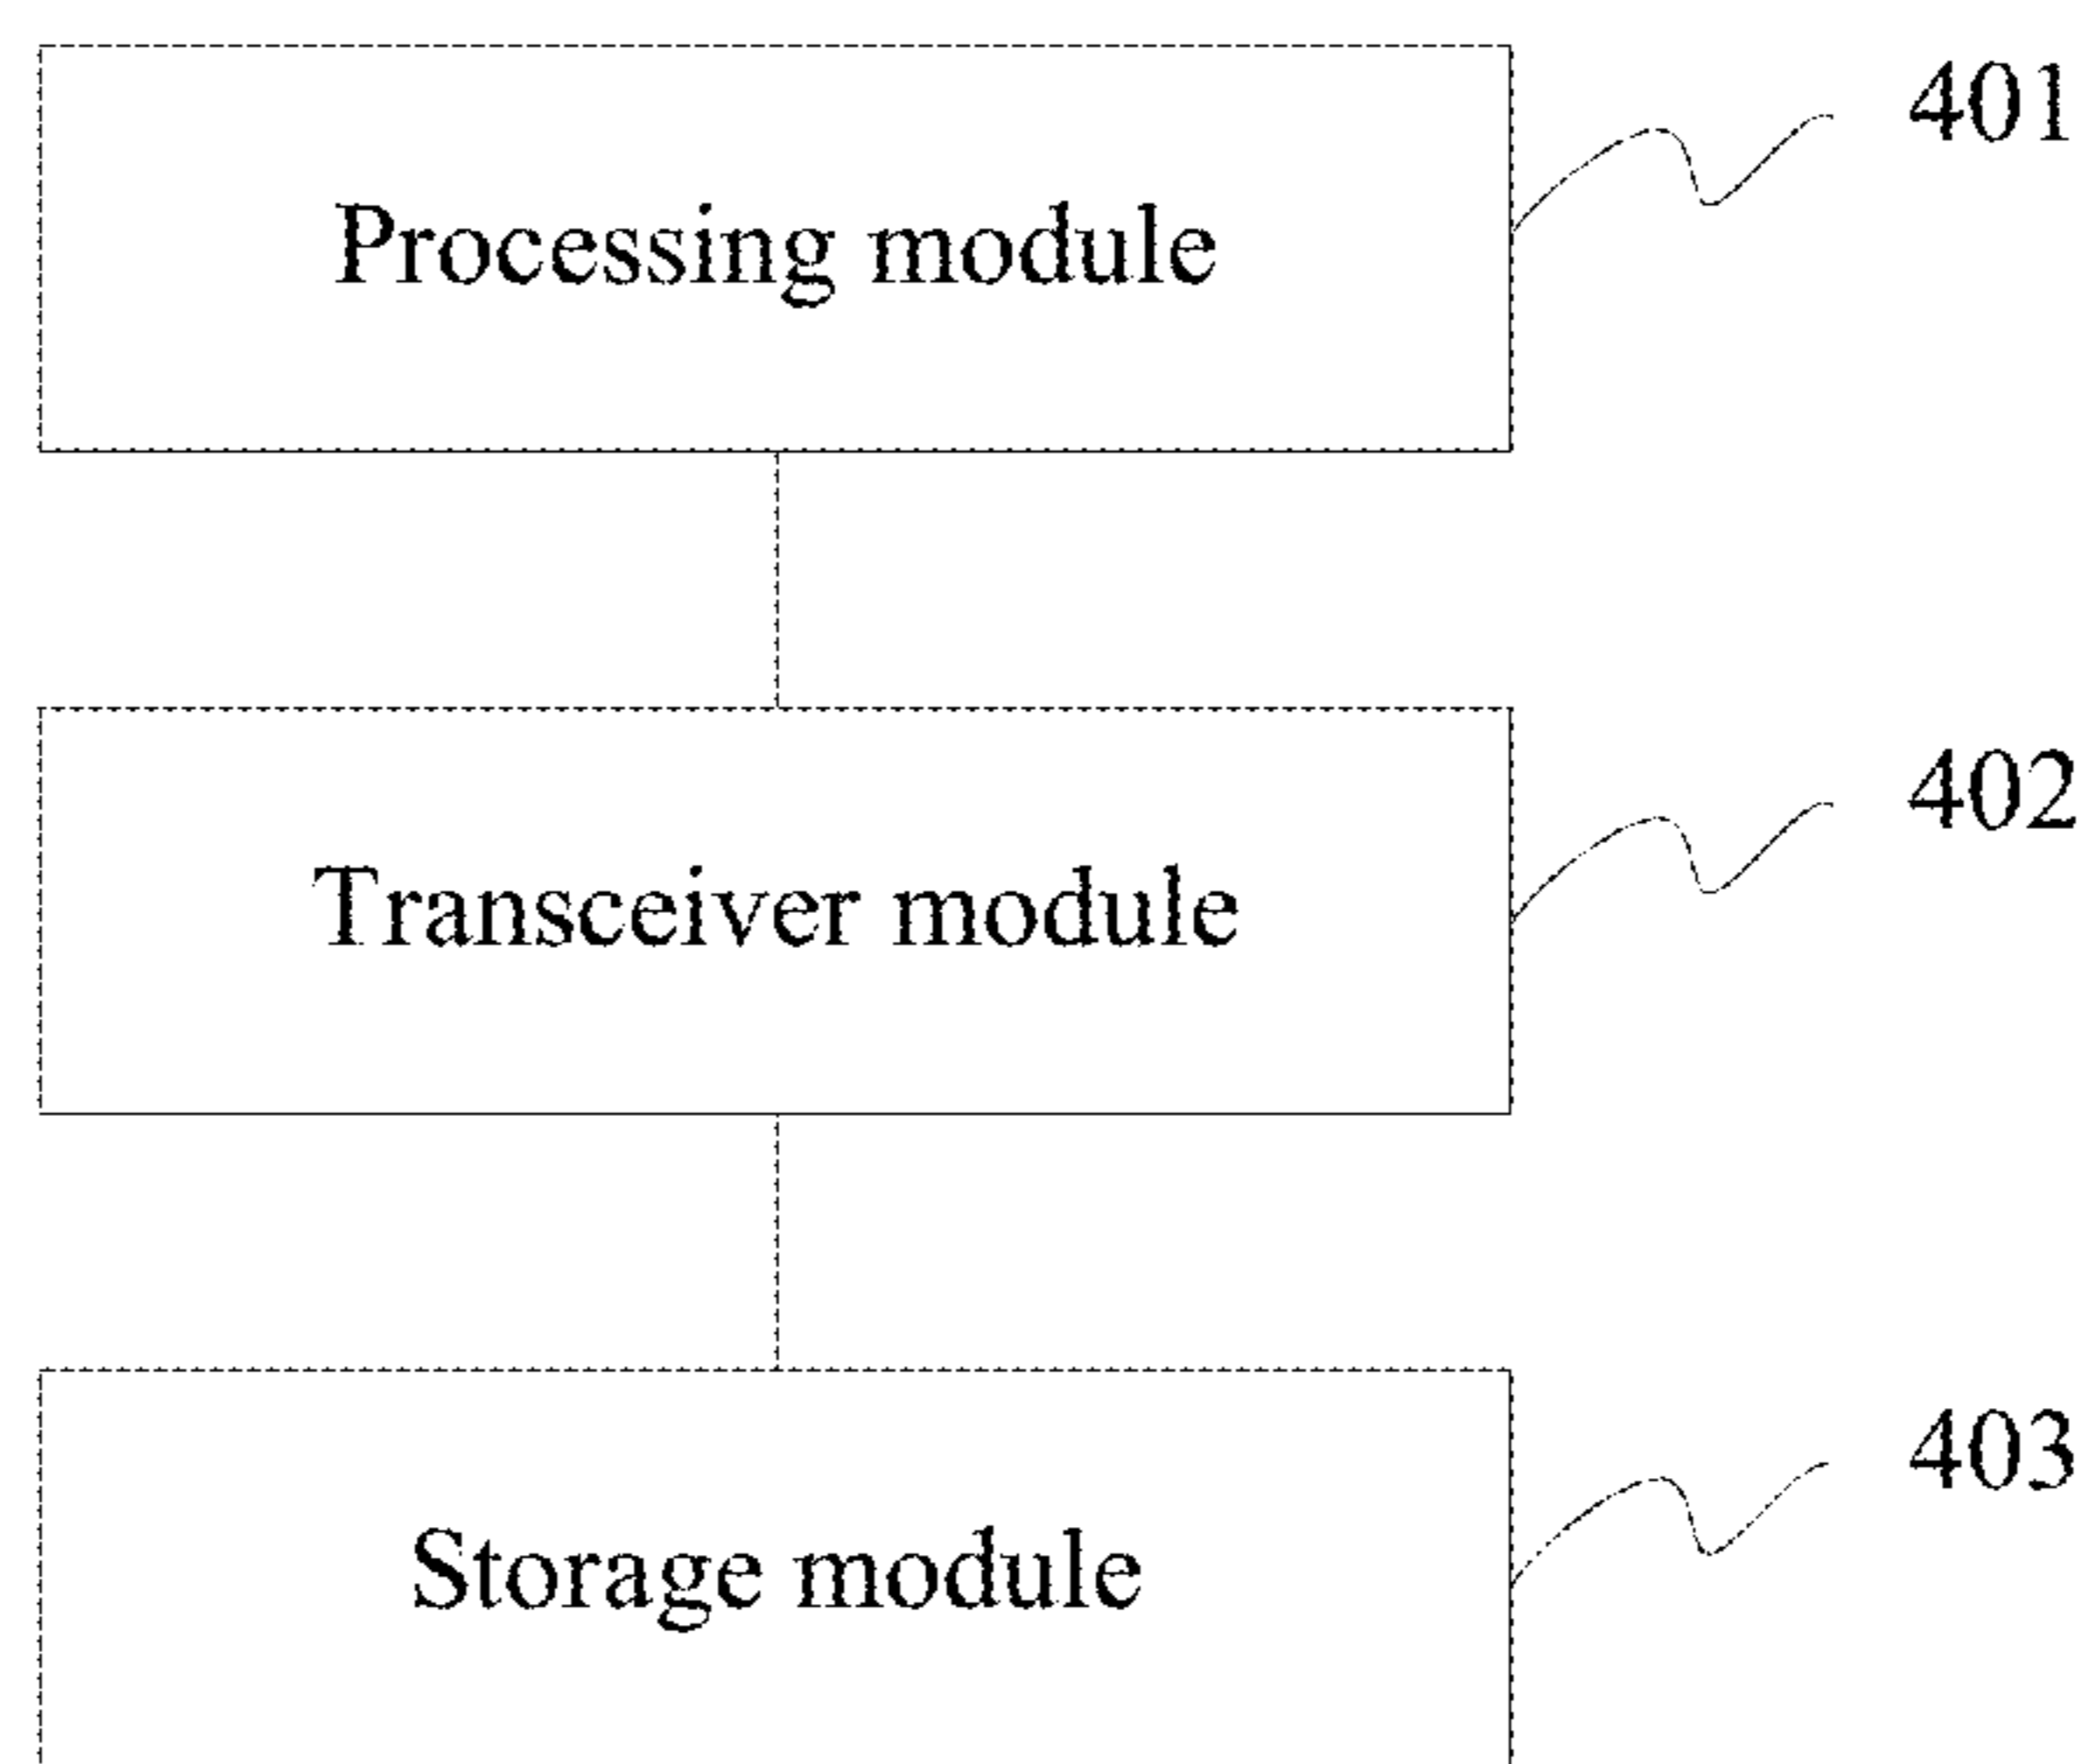 Processing module
401
Transceiver module
402
Storage module
403